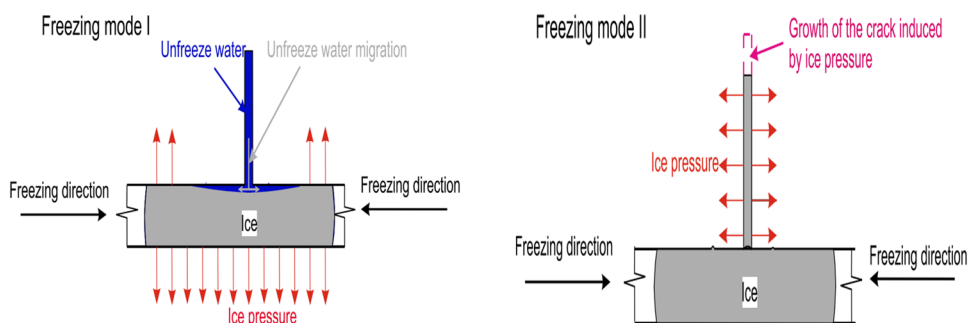 Freezing mode I
Unfreeze water
Unfreeze water migration
Freezing direction
Freezing direction
Ice
Ice pressure
Freezing mode II
Growth of the crack induced
by ice pressure
Ice pressure
Freezing direction
Freezing direction
Ice